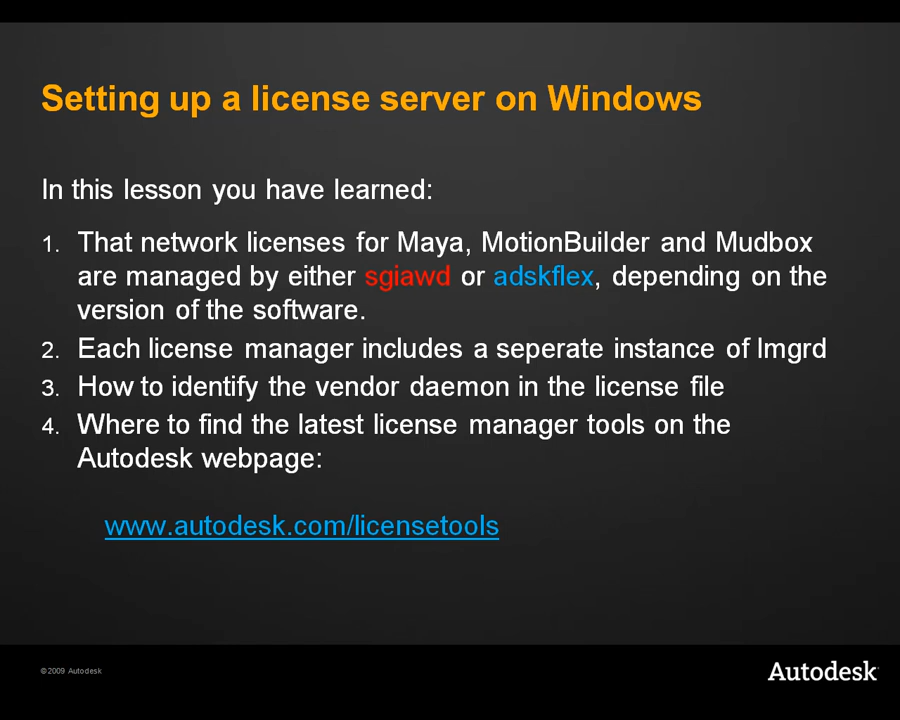 Setting up a license server on Windows
In this lesson you have learned:
1. That network licenses for Maya, MotionBuilder and Mudbox
are managed by either sgiawd or adskflex, depending on the
version of the software.
2. Each license manager includes a seperate instance of lmgrd
3. How to identify the vendor daemon in the license file
4. Where to find the latest license manager tools on the
Autodesk webpage:
www.autodesk.com/licensetools
©2009 Autodesk
Autodesk